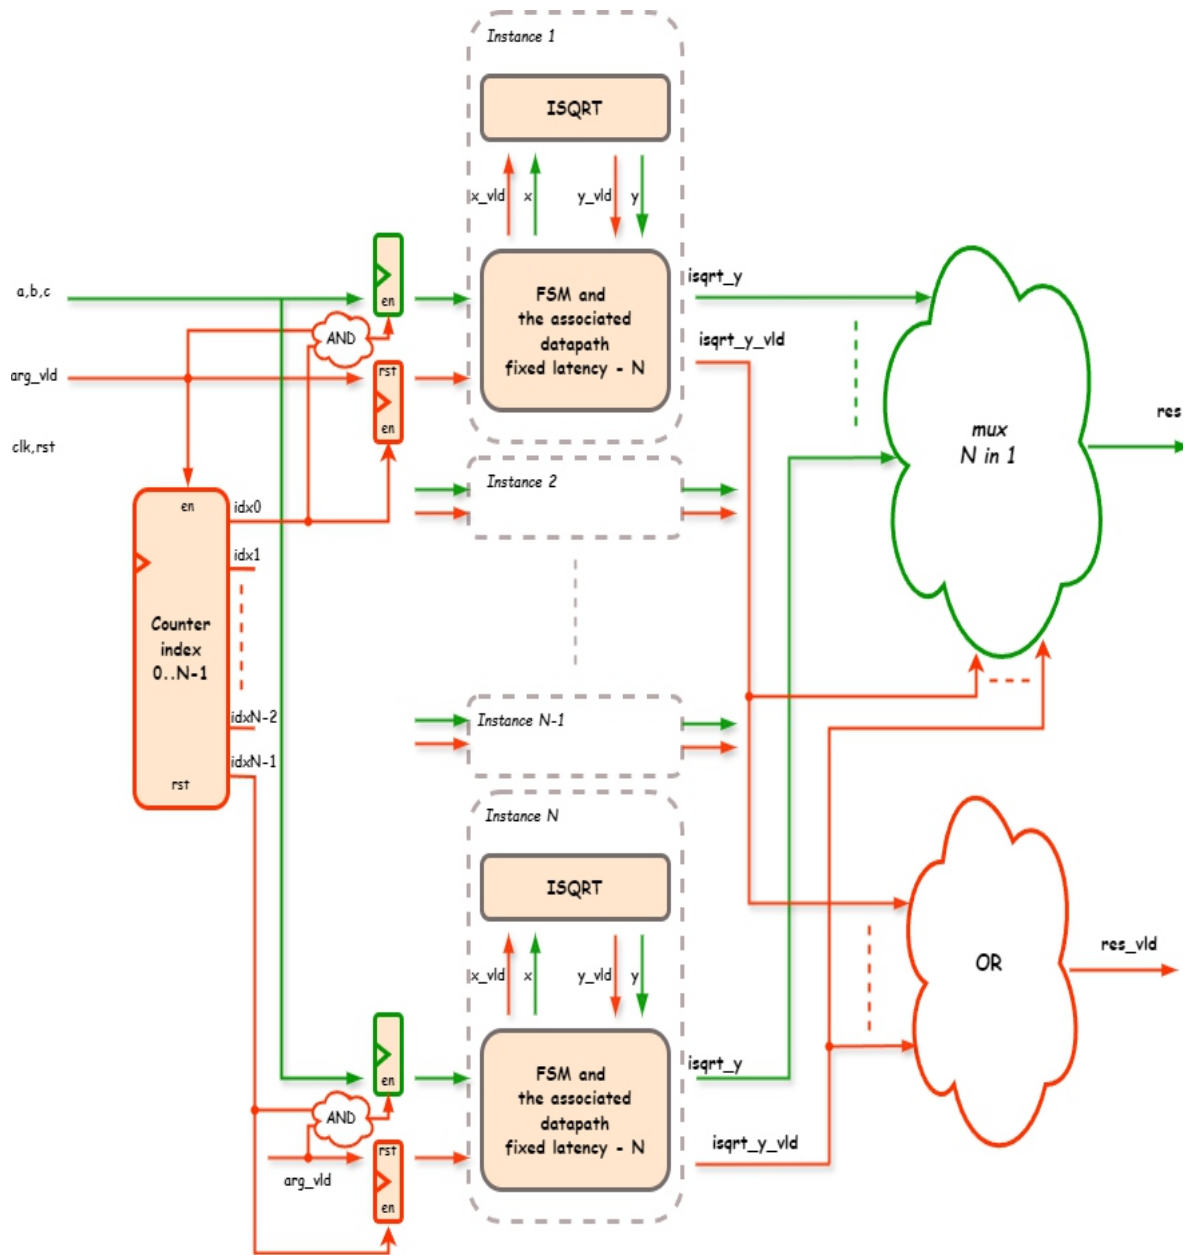 Instance 1
ISQRT
x_vld
x
y_vld
y
a,b,c
en
FSM and
the associated
datapath
fixed latency - N
isqrt_y
isqrt_y_vld
AND
arg_vld
rst
en
clk,rst
mux
N in 1
res
Instance 2
en
idx0
idx1
Counter
index
0..N-1
idxN-2
idxN-1
rst
Instance N-1
Instance N
ISQRT
x_vld
x
y_vld
y
OR
res_vld
en
FSM and
the associated
datapath
fixed latency - N
isqrt_y
isqrt_y_vld
AND
rst
arg_vld
en